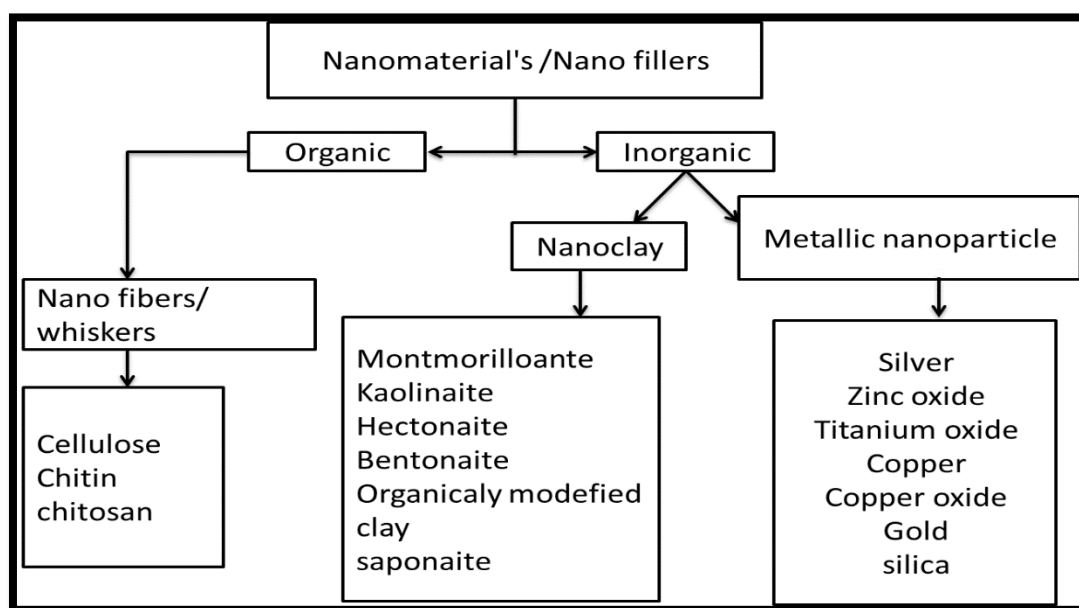 Nanomaterial's /Nano fillers
Organic
Inorganic
Nanoclay
Metallic nanoparticle
Nano fibers/
whiskers
Cellulose
Chitin
chitosan
Montmorilloante
Kaolinaite
Hectonaite
Bentonaite
Organicaly modefied
clay
saponaite
Silver
Zinc oxide
Titanium oxide
Copper
Copper oxide
Gold
silica